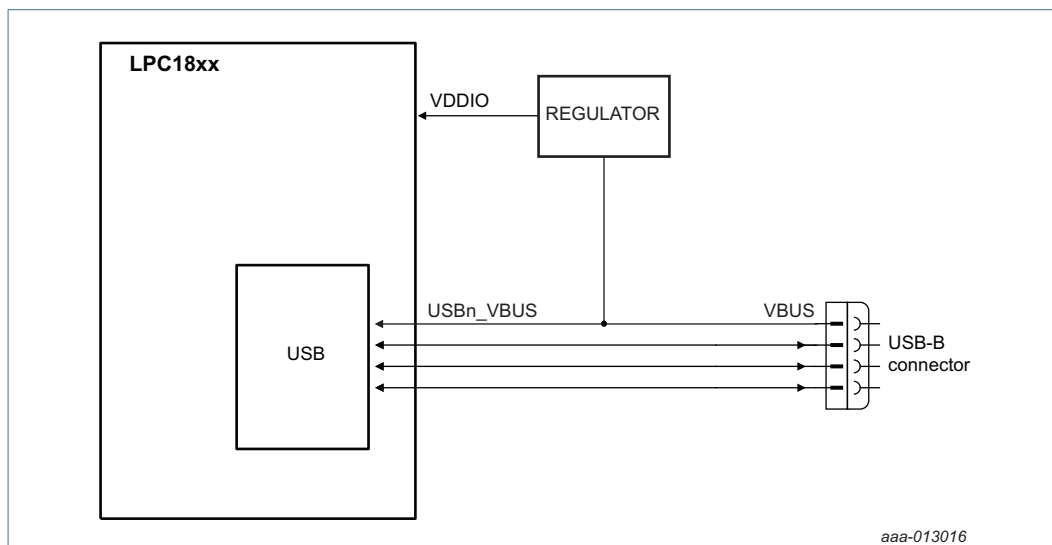 LPC18xx
VDDIO
REGULATOR
USBn_VBUS
VBUS
USB
USB-B
connector
aaa-013016